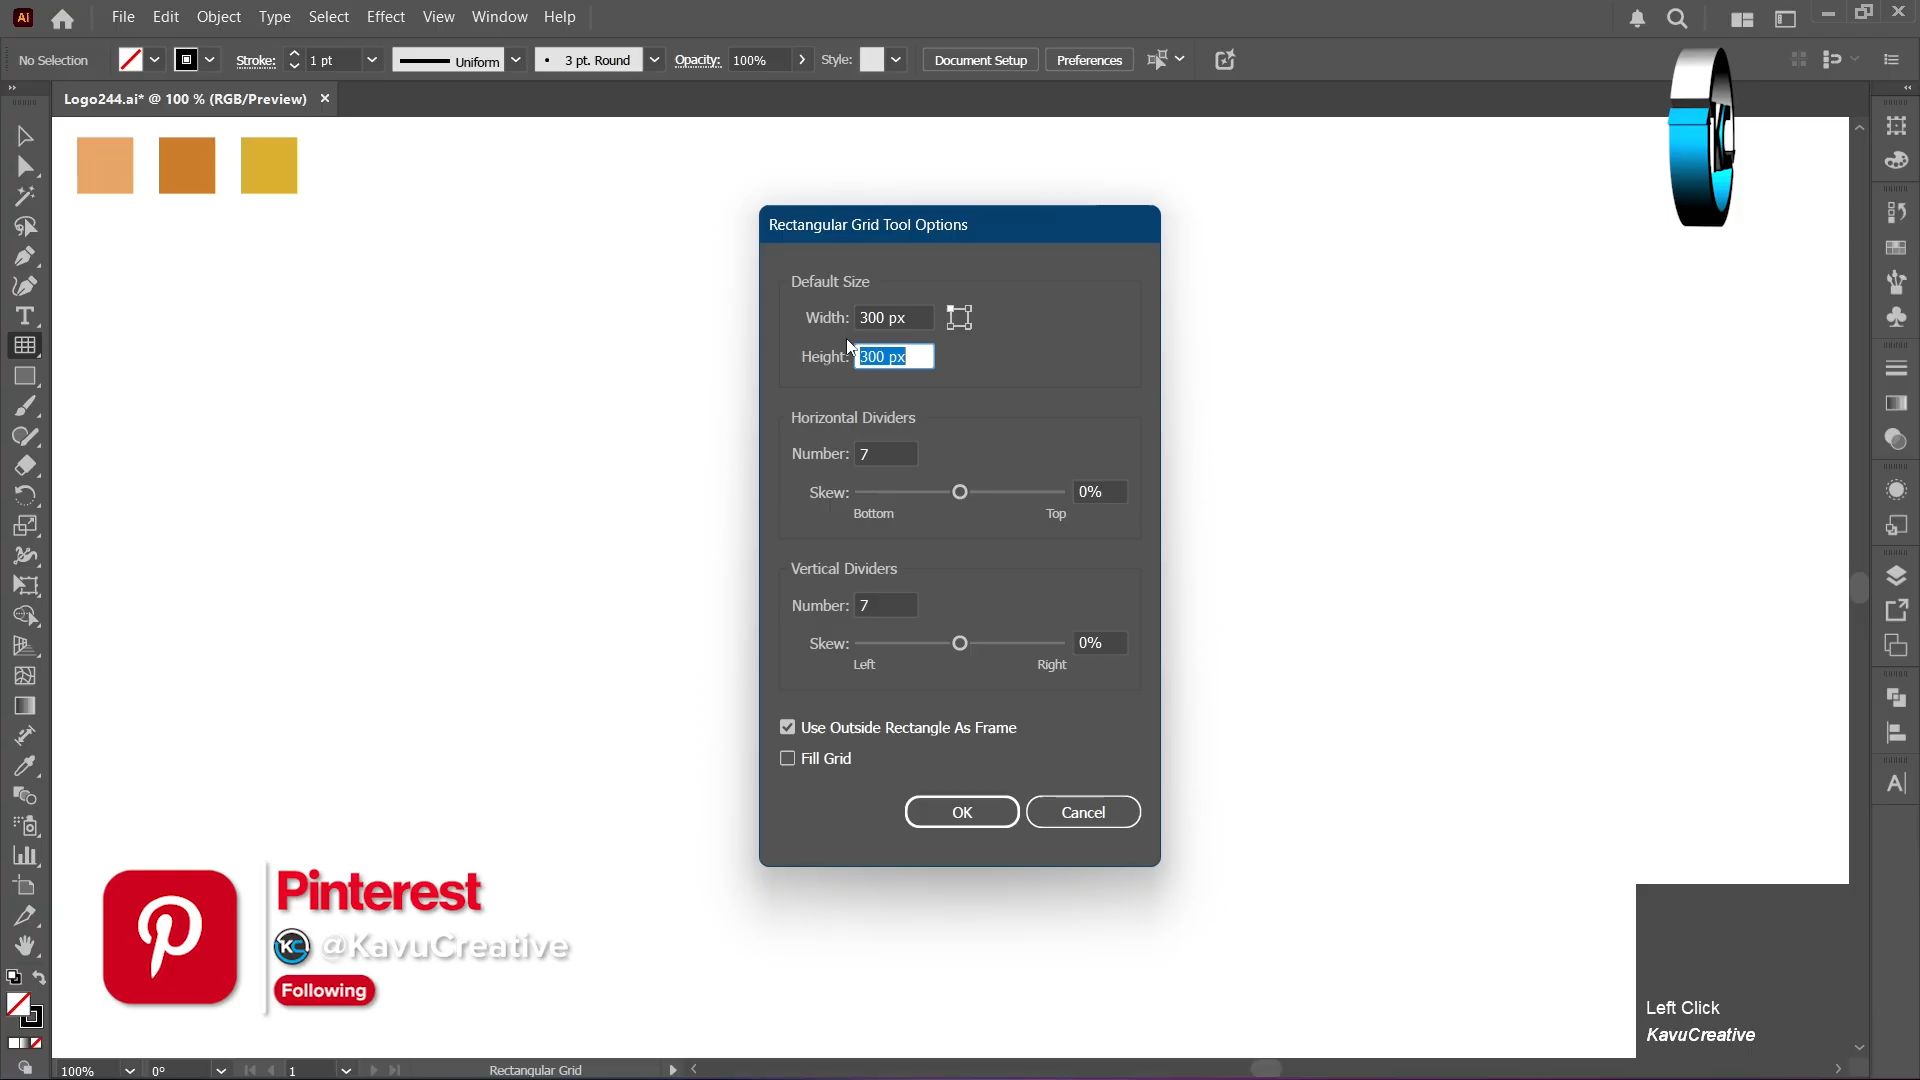 Ai
File Edit Object Type Select Effect View Window Help
No Selection Stroke: 1 pt Uniform 3 pt. Round Opacity: 100% Style: Document Setup Preferences
Logo244.ai* @ 100 % (RGB/Preview)
Rectangular Grid Tool Options
Default Size
Width: 300 px
Height: 300 px
Horizontal Dividers
Number: 7
Skew: 0%
Bottom Top
Vertical Dividers
Number: 7
Skew: 0%
Left Right
Use Outside Rectangle As Frame
Fill Grid
OK Cancel
Pinterest
KC @KavuCreative
Following
Left Click
KavuCreative
100% 0° 1 Rectangular Grid